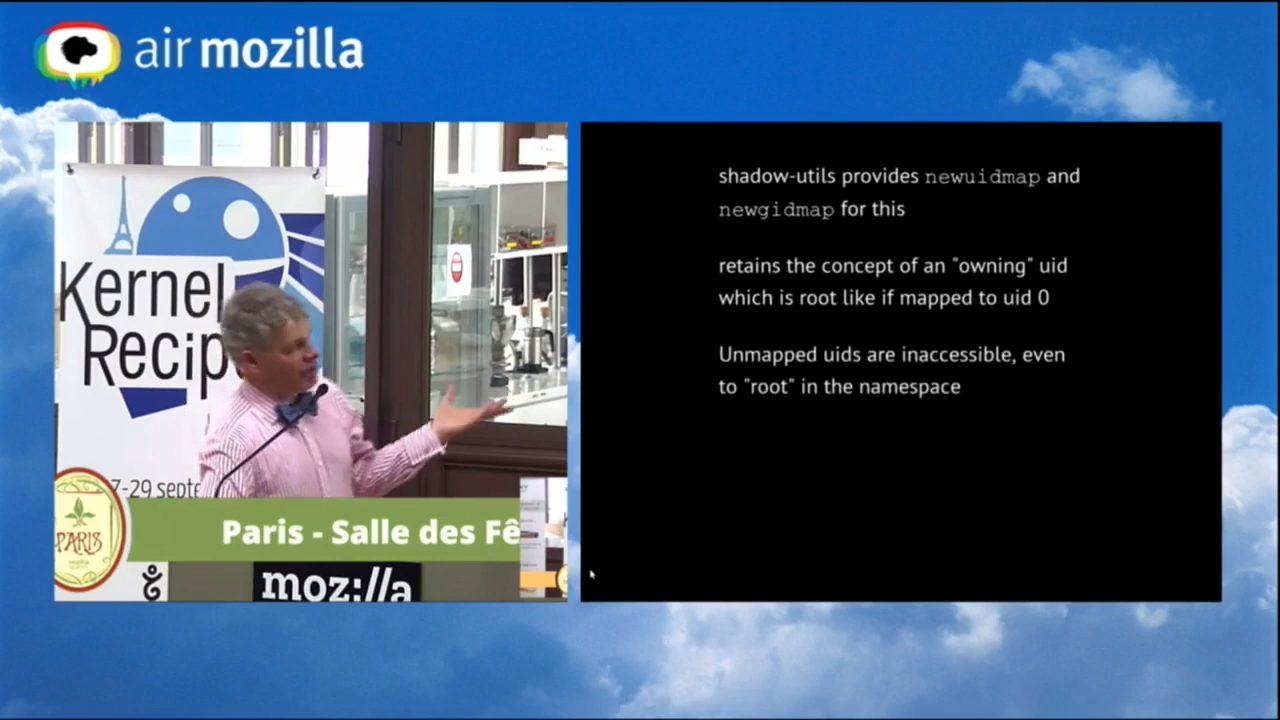 air mozilla
Kernel
Recip
7-29 septe
PARIS
mozilla
Paris - Salle des Fê
moz://a
shadow-utils provides newuidmap and
newgidmap for this
retains the concept of an "owning" uid
which is root like if mapped to uid 0
Unmapped uids are inaccessible, even
to "root" in the namespace